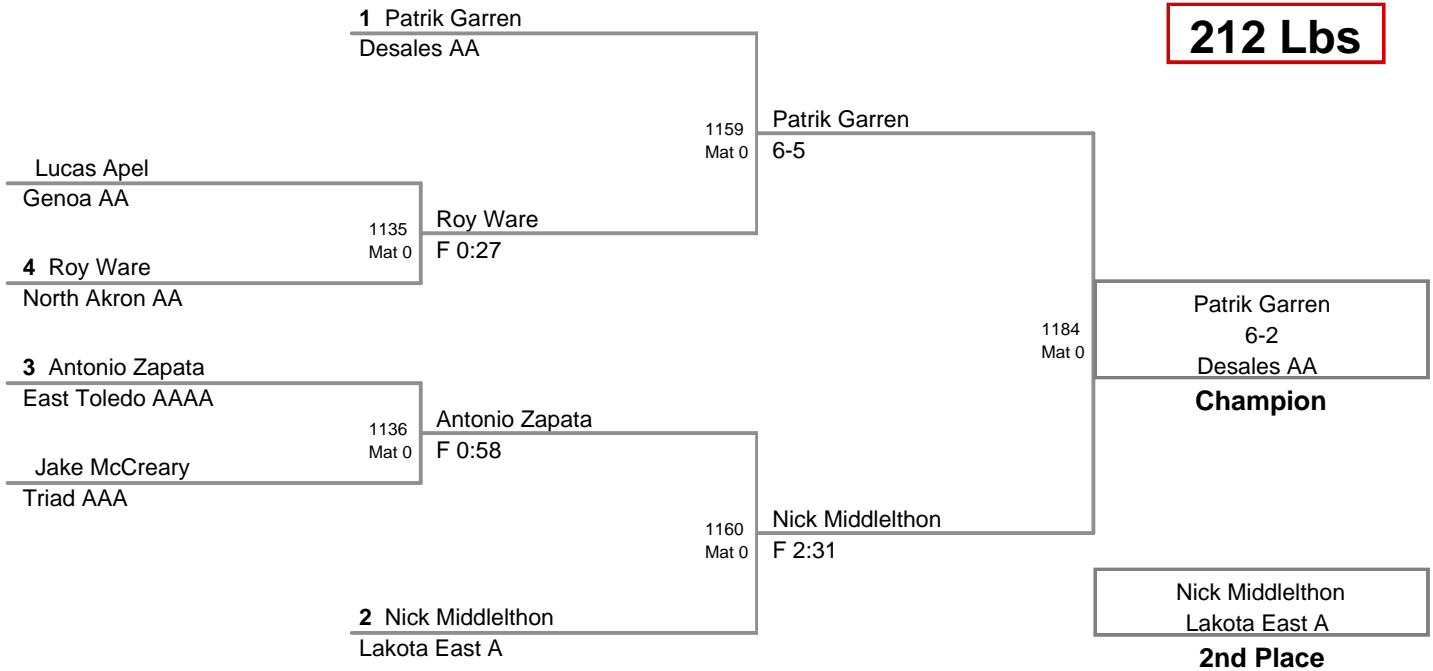 1 Patrik Garren
Desales AA
212 Lbs
1159
Mat 0
Patrik Garren
6-5
Lucas Apel
Genoa AA
1135
Mat 0
Roy Ware
F 0:27
4 Roy Ware
North Akron AA
1184
Mat 0
Patrik Garren
6-2
Desales AA
Champion
3 Antonio Zapata
East Toledo AAAA
1136
Mat 0
Antonio Zapata
F 0:58
Jake McCreary
Triad AAA
1160
Mat 0
Nick Middlelthon
F 2:31
2 Nick Middlelthon
Lakota East A
Nick Middlelthon
Lakota East A
2nd Place